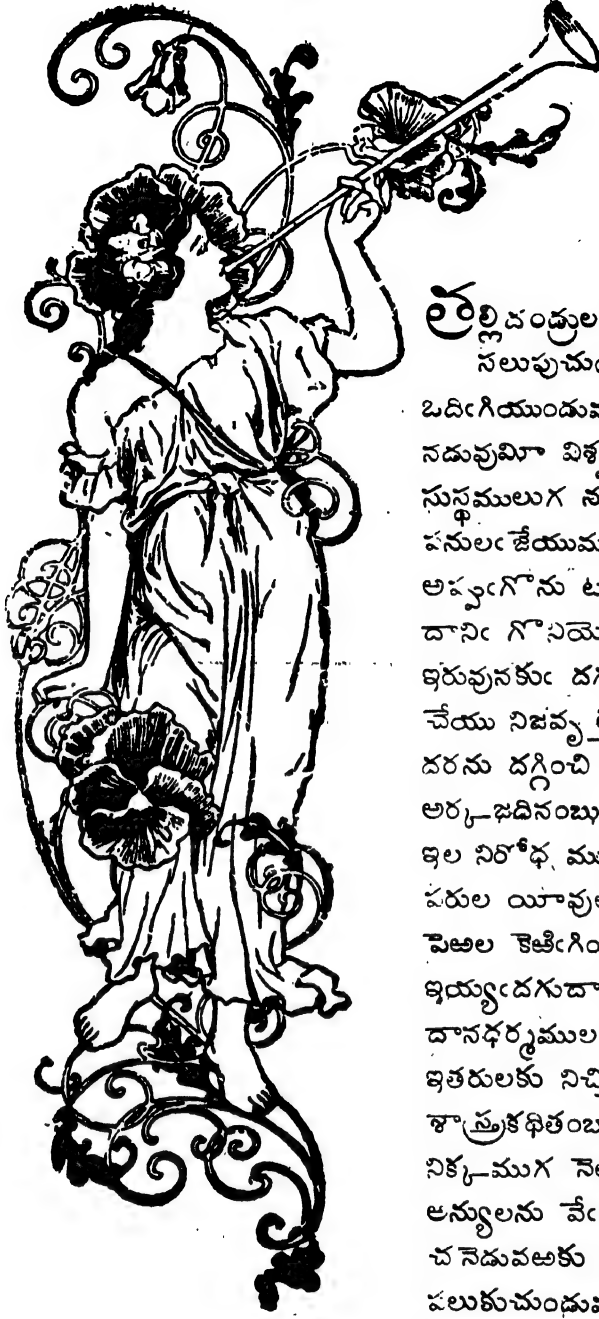 తల్లిదండ్రుల
సలుపుచుఁ
ఒదిఁగియుండువ
నడువుమీ విశ్వ
సుస్థములుగ న
పనులఁ జేయుమ
అప్పుఁగొను ట
దానిఁ గొనియె
ఇరువునకుఁ దగ
చేయు నిజవృ
దరను దగ్గించి
అర్కజదినంబు
ఇల నిరోధ ము
పరుల యీవుల
పెఱల కెఱిఁగిం
ఇయ్యఁదగుదా
దానధర్మముల
ఇతరులకు నిచ్చి
శాస్త్రకథితంబ
నిక్కముగ నెల
అన్యులను వేఁ
చ నెడువఱకు
పలుకుచుందువ